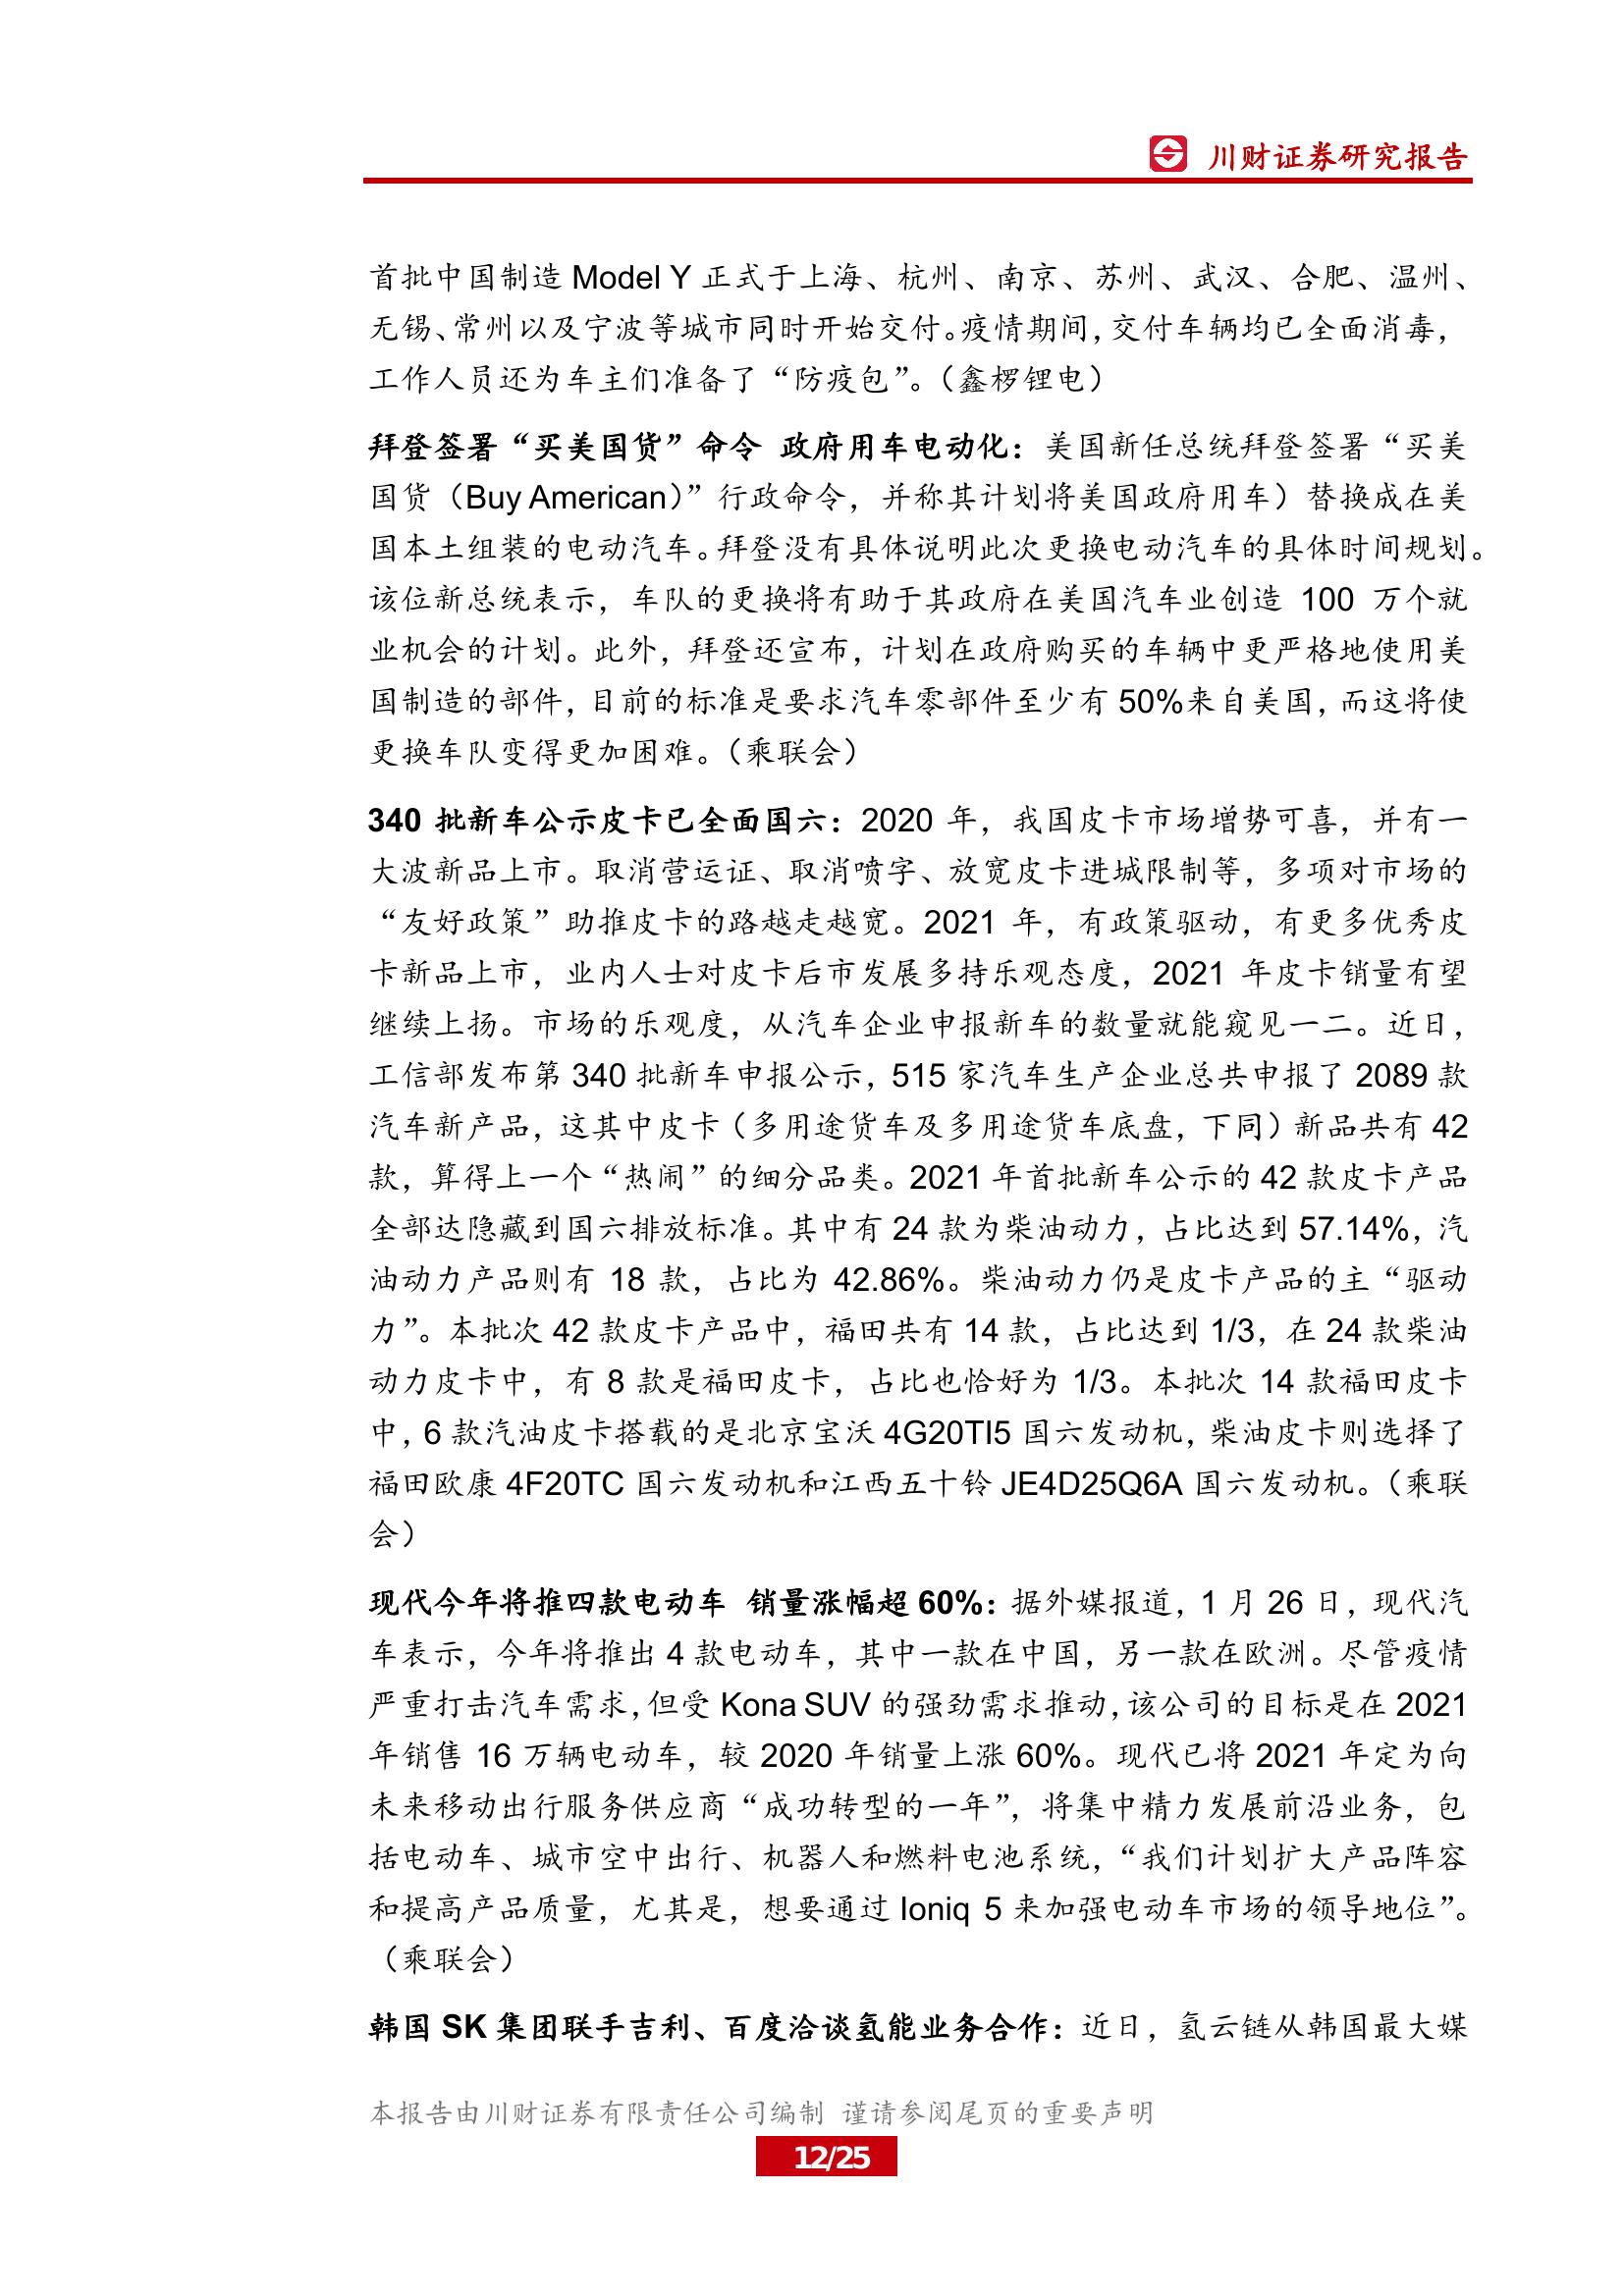 川财证券研究报告
首批中国制造 Model Y 正式于上海、杭州、南京、苏州、武汉、合肥、温州、
无锡、常州以及宁波等城市同时开始交付。疫情期间，交付车辆均已全面消毒，
工作人员还为车主们准备了“防疫包”。（鑫椤锂电）
拜登签署“买美国货”命令 政府用车电动化：美国新任总统拜登签署“买美
国货（Buy American）”行政命令，并称其计划将美国政府用车）替换成在美
国本土组装的电动汽车。拜登没有具体说明此次更换电动汽车的具体时间规划。
该位新总统表示，车队的更换将有助于其政府在美国汽车业创造 100 万个就
业机会的计划。此外，拜登还宣布，计划在政府购买的车辆中更严格地使用美
国制造的部件，目前的标准是要求汽车零部件至少有 50%来自美国，而这将使
更换车队变得更加困难。（乘联会）
340 批新车公示皮卡已全面国六：2020 年，我国皮卡市场增势可喜，并有一
大波新品上市。取消营运证、取消喷字、放宽皮卡进城限制等，多项对市场的
“友好政策”助推皮卡的路越走越宽。2021 年，有政策驱动，有更多优秀皮
卡新品上市，业内人士对皮卡后市发展多持乐观态度，2021 年皮卡销量有望
继续上扬。市场的乐观度，从汽车企业申报新车的数量就能窥见一二。近日，
工信部发布第 340 批新车申报公示，515 家汽车生产企业总共申报了 2089 款
汽车新产品，这其中皮卡（多用途货车及多用途货车底盘，下同）新品共有 42
款，算得上一个“热闹”的细分品类。2021 年首批新车公示的 42 款皮卡产品
全部达隐藏到国六排放标准。其中有 24 款为柴油动力，占比达到 57.14%，汽
油动力产品则有 18 款，占比为 42.86%。柴油动力仍是皮卡产品的主“驱动
力”。本批次 42 款皮卡产品中，福田共有 14 款，占比达到 1/3，在 24 款柴油
动力皮卡中，有 8 款是福田皮卡，占比也恰好为 1/3。本批次 14 款福田皮卡
中，6 款汽油皮卡搭载的是北京宝沃 4G20TI5 国六发动机，柴油皮卡则选择了
福田欧康 4F20TC 国六发动机和江西五十铃 JE4D25Q6A 国六发动机。（乘联
会）
现代今年将推四款电动车 销量涨幅超 60%：据外媒报道，1 月 26 日，现代汽
车表示，今年将推出 4 款电动车，其中一款在中国，另一款在欧洲。尽管疫情
严重打击汽车需求，但受 Kona SUV 的强劲需求推动，该公司的目标是在 2021
年销售 16 万辆电动车，较 2020 年销量上涨 60%。现代已将 2021 年定为向
未来移动出行服务供应商“成功转型的一年”，将集中精力发展前沿业务，包
括电动车、城市空中出行、机器人和燃料电池系统，“我们计划扩大产品阵容
和提高产品质量，尤其是，想要通过 Ioniq 5 来加强电动车市场的领导地位”。
（乘联会）
韩国 SK 集团联手吉利、百度洽谈氢能业务合作：近日，氢云链从韩国最大媒
本报告由川财证券有限责任公司编制 谨请参阅尾页的重要声明
12/25